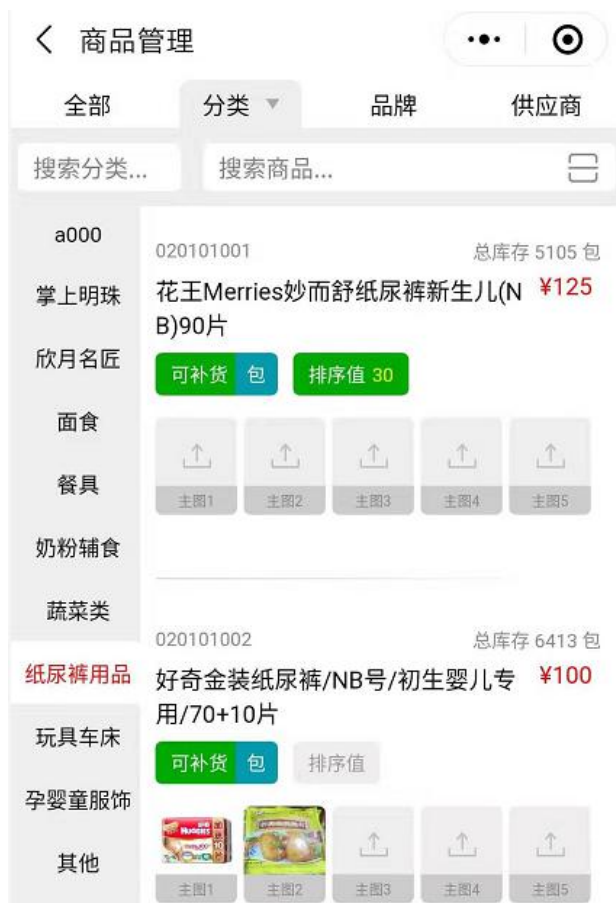 商品管理
全部
分类
品牌
供应商
搜索分类...
搜索商品...
a000
掌上明珠
欣月名匠
面食
餐具
奶粉辅食
蔬菜类
纸尿裤用品
玩具车床
孕婴童服饰
其他
020101001
总库存 5105 包
花王Merries妙而舒纸尿裤新生儿(N
B)90片
¥125
可补货 包
排序值 30
主图1
主图2
主图3
主图4
主图5
020101002
总库存 6413 包
好奇金装纸尿裤/NB号/初生婴儿专
用/70+10片
¥100
可补货 包
排序值
HUGGIES
主图1
主图2
主图3
主图4
主图5